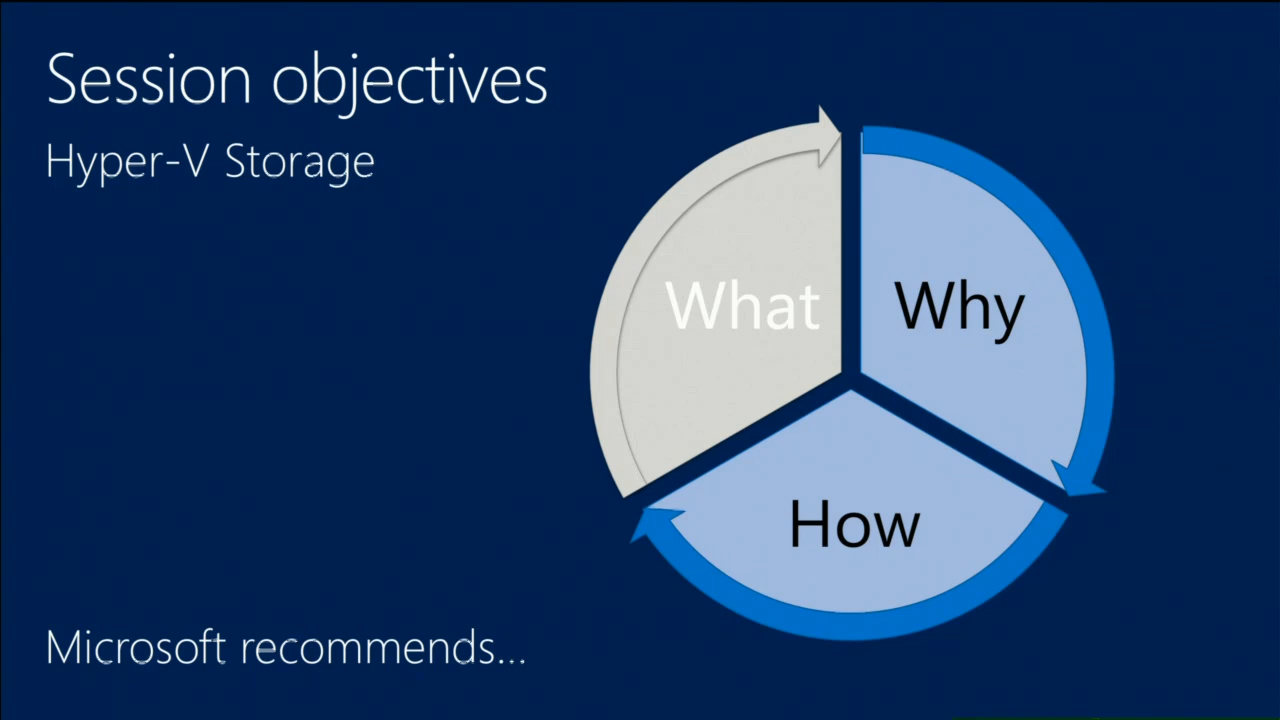 Session objectives
Hyper-V Storage
What
Why
How
Microsoft recommends...